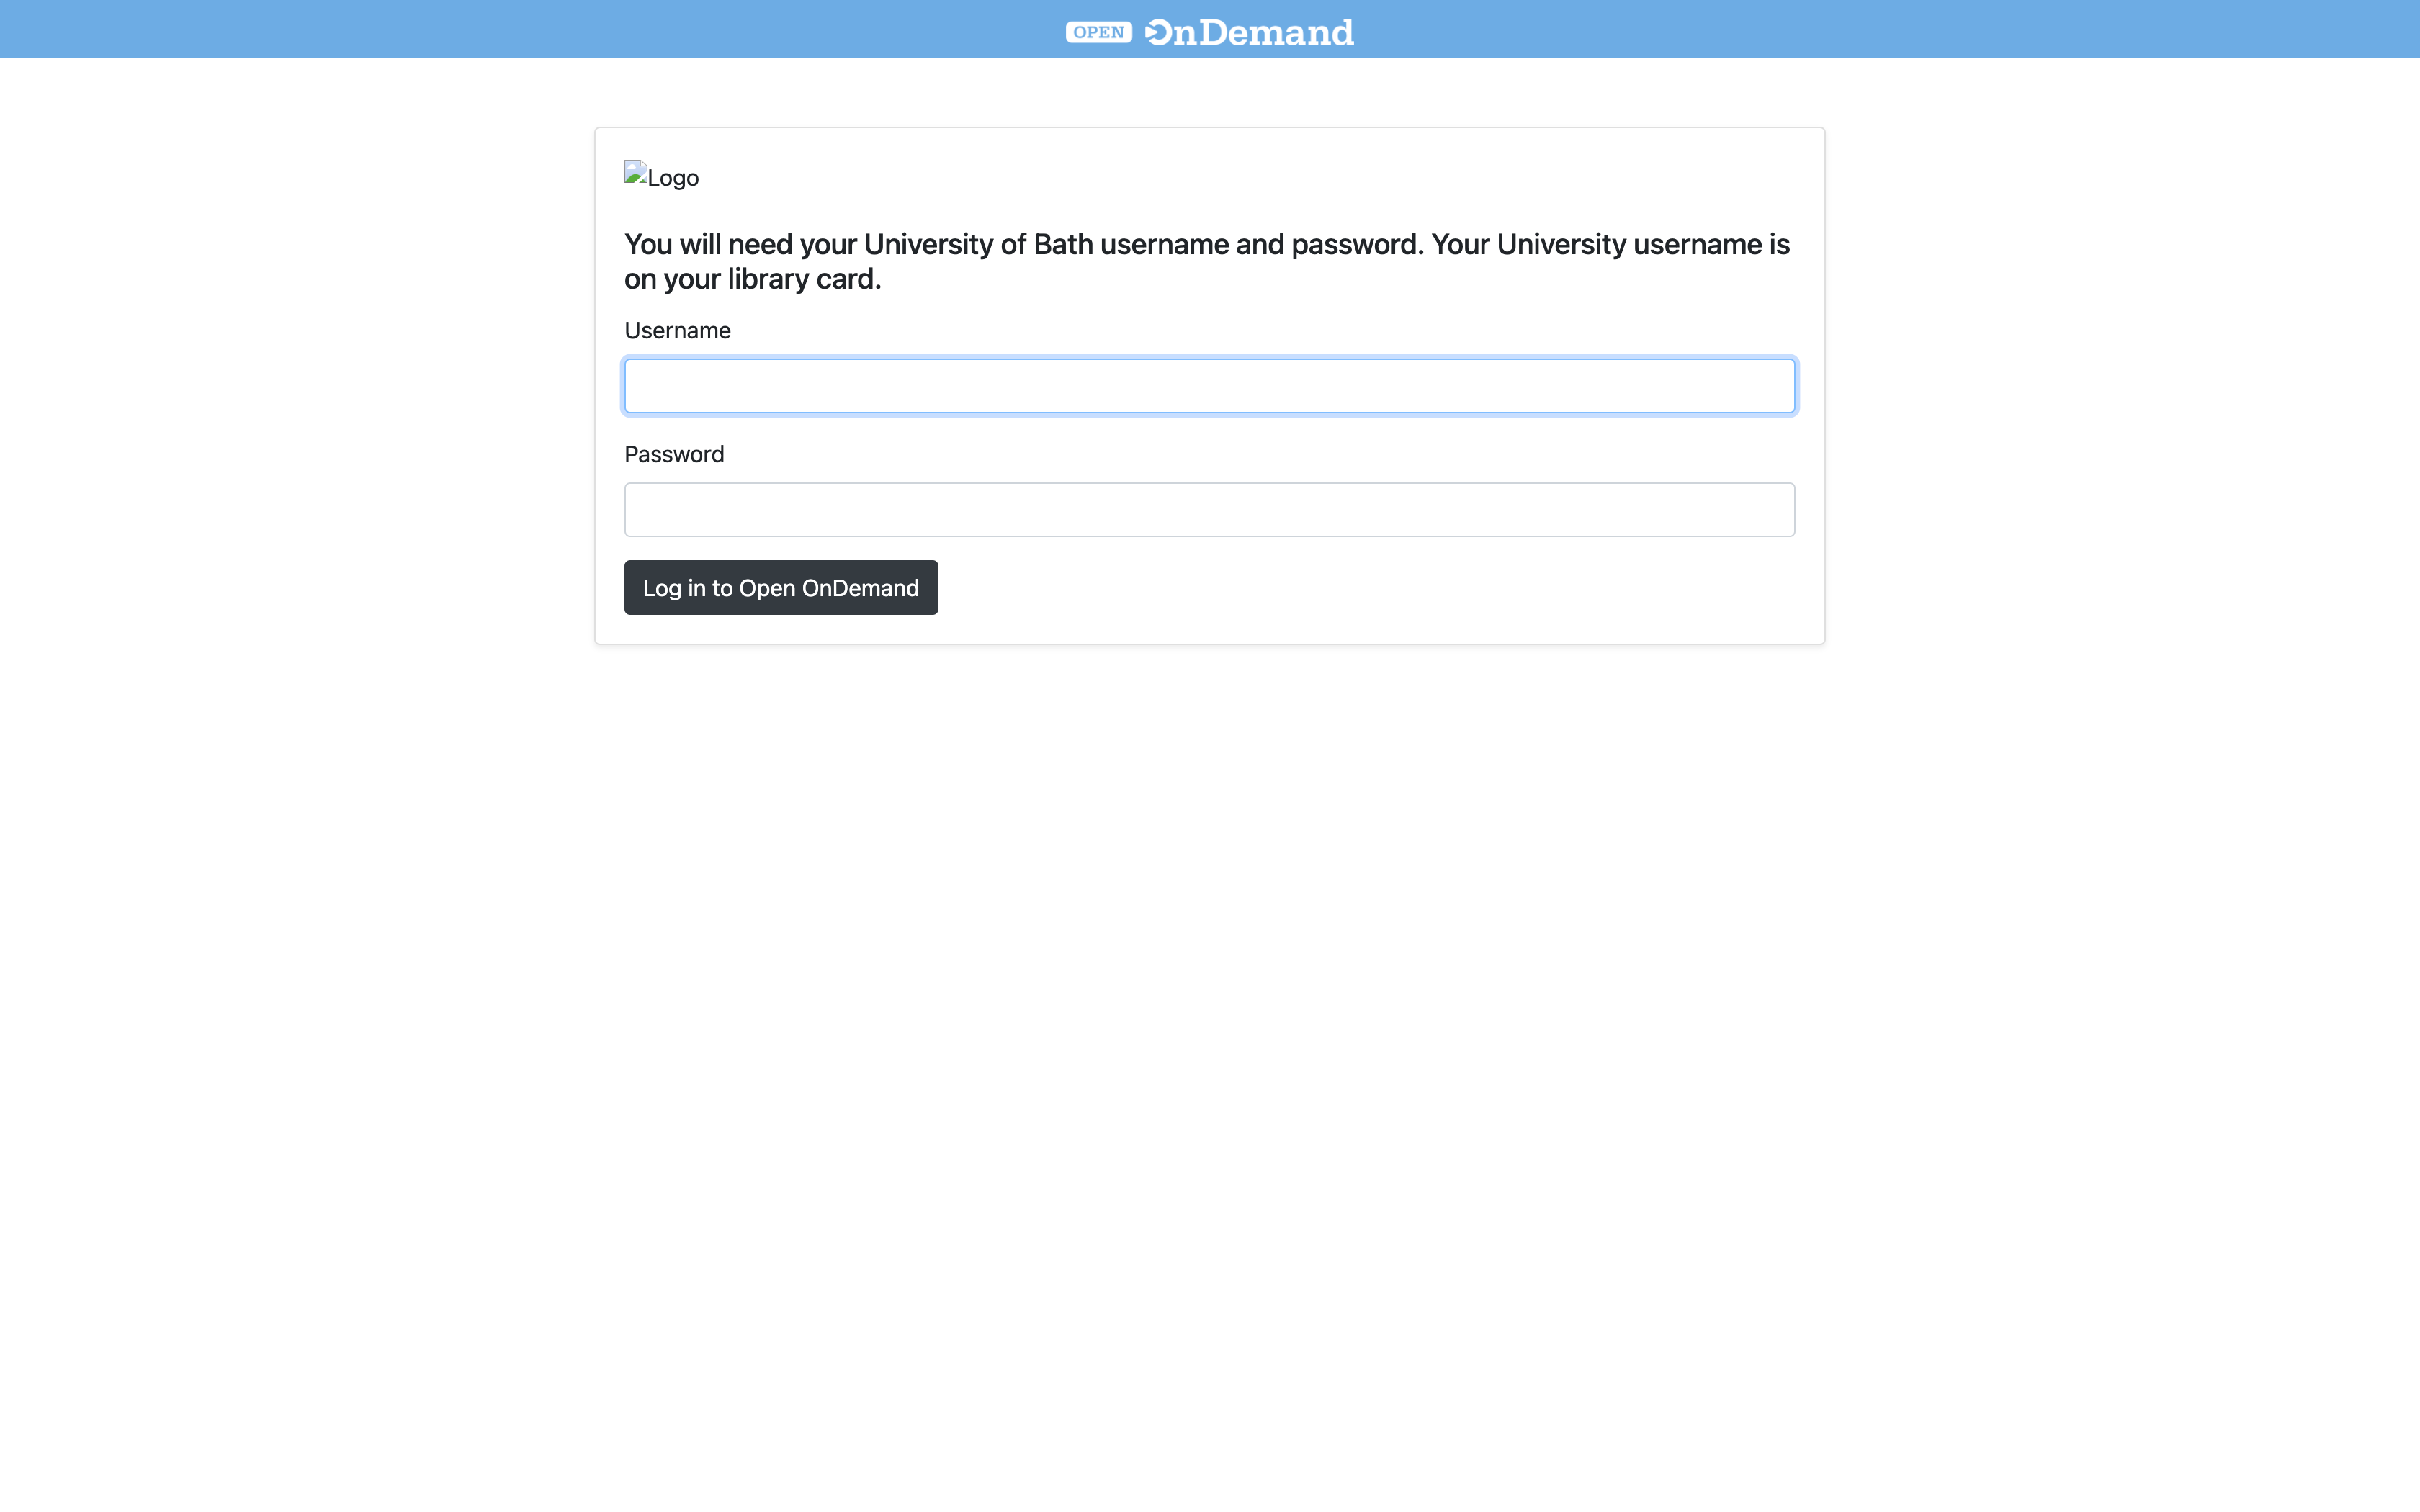 OPEN OnDemand
Logo
You will need your University of Bath username and password. Your University username is
on your library card.
Username
Password
Log in to Open OnDemand